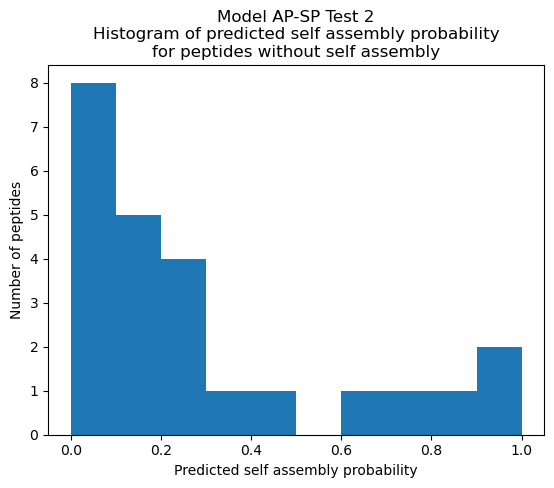 Model AP-SP Test 2
Histogram of predicted self assembly probability
for peptides without self assembly
Number of peptides
8
7
6
5
4
3
2
1
0
0.0 0.2 0.4 0.6 0.8 1.0
Predicted self assembly probability